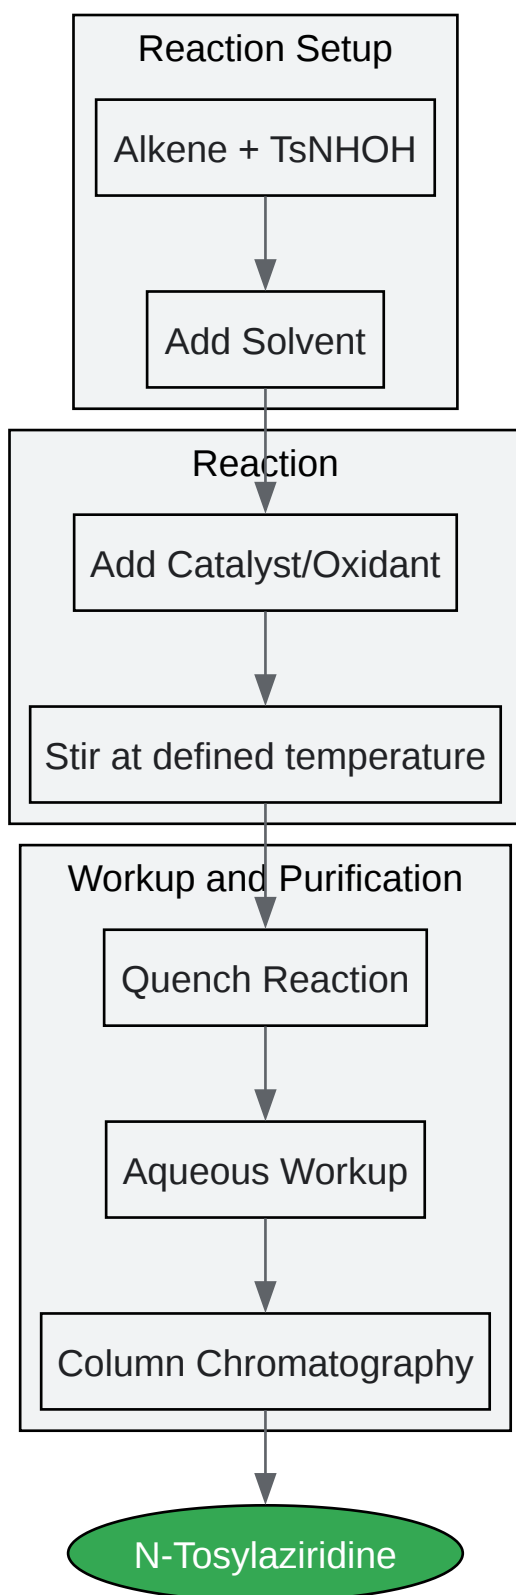 Reaction Setup
Alkene + TsNHOH
Add Solvent
Reaction
Add Catalyst/Oxidant
Stir at defined temperature
Workup and Purification
Quench Reaction
Aqueous Workup
Column Chromatography
N-Tosylaziridine